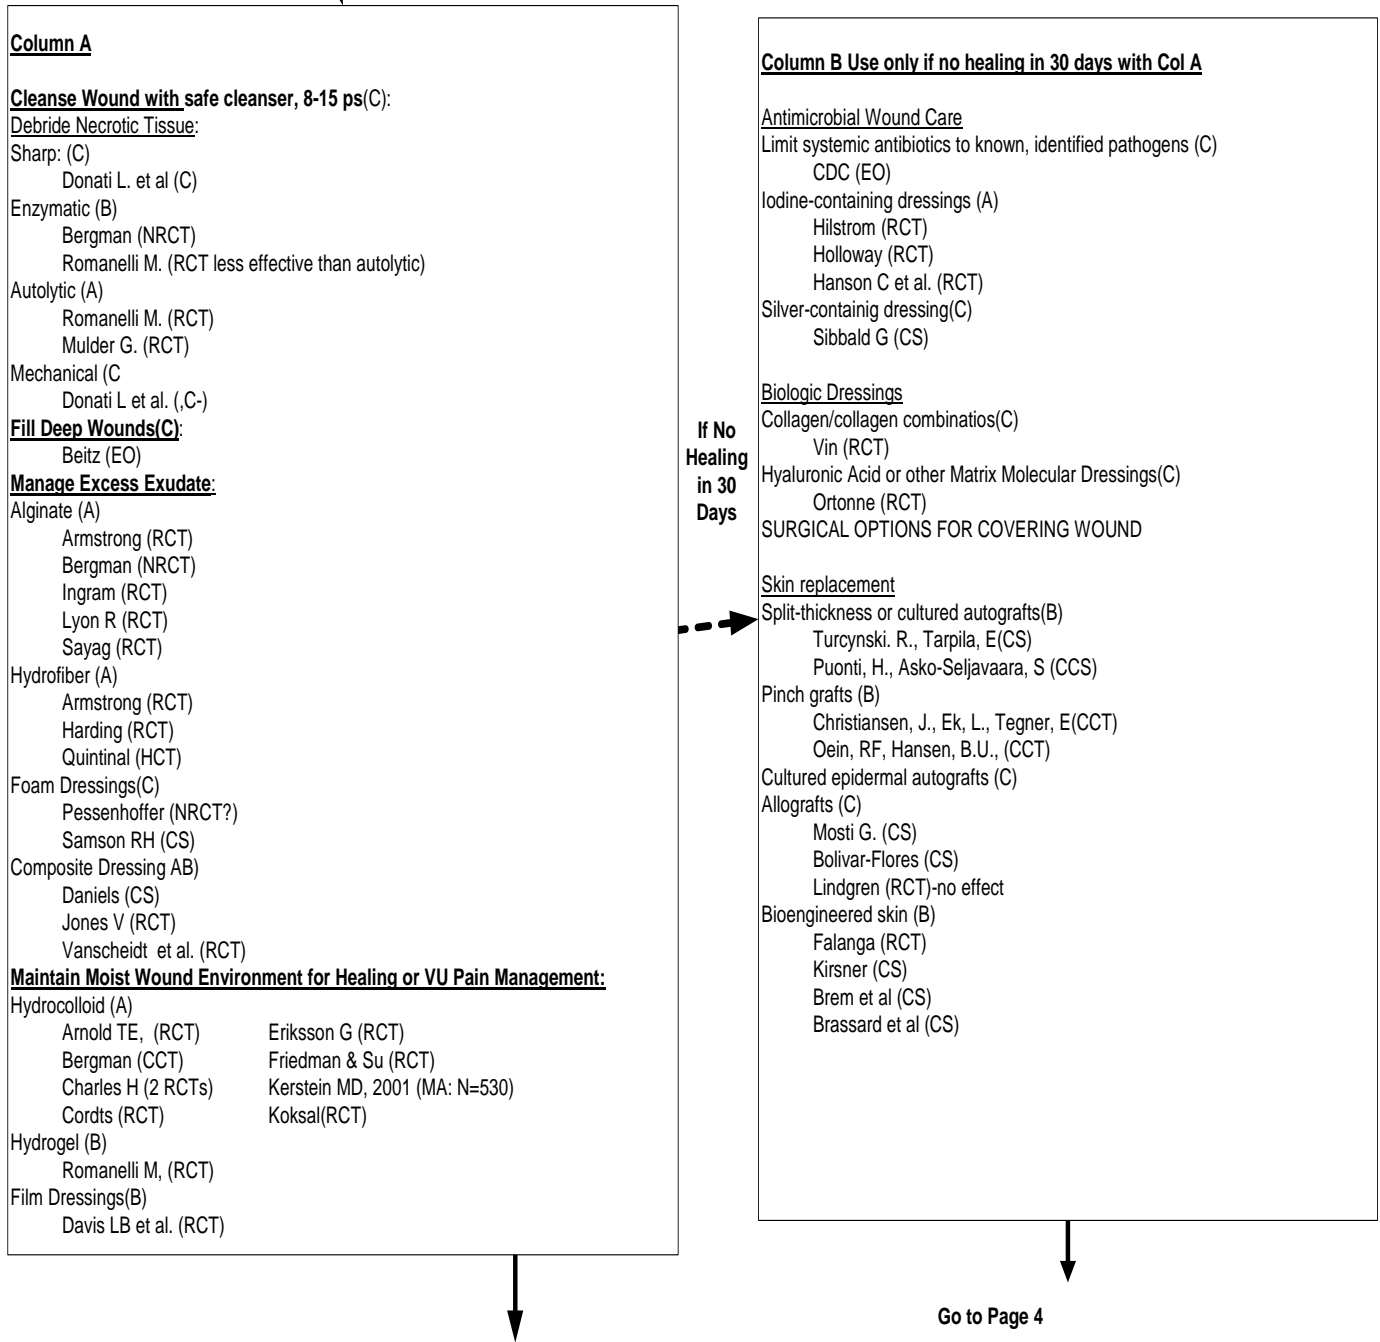 Column A
Cleanse Wound with safe cleanser, 8-15 ps(C):
Debride Necrotic Tissue:
Sharp: (C)
Donati L. et al (C)
Enzymatic (B)
Bergman (NRCT)
Romanelli M. (RCT less effective than autolytic)
Autolytic (A)
Romanelli M. (RCT)
Mulder G. (RCT)
Mechanical (C
Donati L et al. (,C-)
Fill Deep Wounds(C):
Beitz (EO)
Manage Excess Exudate:
Alginate (A)
Armstrong (RCT)
Bergman (NRCT)
Ingram (RCT)
Lyon R (RCT)
Sayag (RCT)
Hydrofiber (A)
Armstrong (RCT)
Harding (RCT)
Quintinal (HCT)
Foam Dressings(C)
Pessenhoffer (NRCT?)
Samson RH (CS)
Composite Dressing AB)
Daniels (CS)
Jones V (RCT)
Vanscheidt et al. (RCT)
Maintain Moist Wound Environment for Healing or VU Pain Management:
Hydrocolloid (A)
Arnold TE, (RCT) Eriksson G (RCT)
Bergman (CCT) Friedman & Su (RCT)
Charles H (2 RCTs) Kerstein MD, 2001 (MA: N=530)
Cordts (RCT) Koksal(RCT)
Hydrogel (B)
Romanelli M, (RCT)
Film Dressings(B)
Davis LB et al. (RCT)
If No
Healing
in 30
Days
Column B Use only if no healing in 30 days with Col A
Antimicrobial Wound Care
Limit systemic antibiotics to known, identified pathogens (C)
CDC (EO)
Iodine-containing dressings (A)
Hilstrom (RCT)
Holloway (RCT)
Hanson C et al. (RCT)
Silver-containig dressing(C)
Sibbald G (CS)
Biologic Dressings
Collagen/collagen combinatios(C)
Vin (RCT)
Hyaluronic Acid or other Matrix Molecular Dressings(C)
Ortonne (RCT)
SURGICAL OPTIONS FOR COVERING WOUND
Skin replacement
Split-thickness or cultured autografts(B)
Turcynski. R., Tarpila, E(CS)
Puonti, H., Asko-Seljavaara, S (CCS)
Pinch grafts (B)
Christiansen, J., Ek, L., Tegner, E(CCT)
Oein, RF, Hansen, B.U., (CCT)
Cultured epidermal autografts (C)
Allografts (C)
Mosti G. (CS)
Bolivar-Flores (CS)
Lindgren (RCT)-no effect
Bioengineered skin (B)
Falanga (RCT)
Kirsner (CS)
Brem et al (CS)
Brassard et al (CS)
Go to Page 4